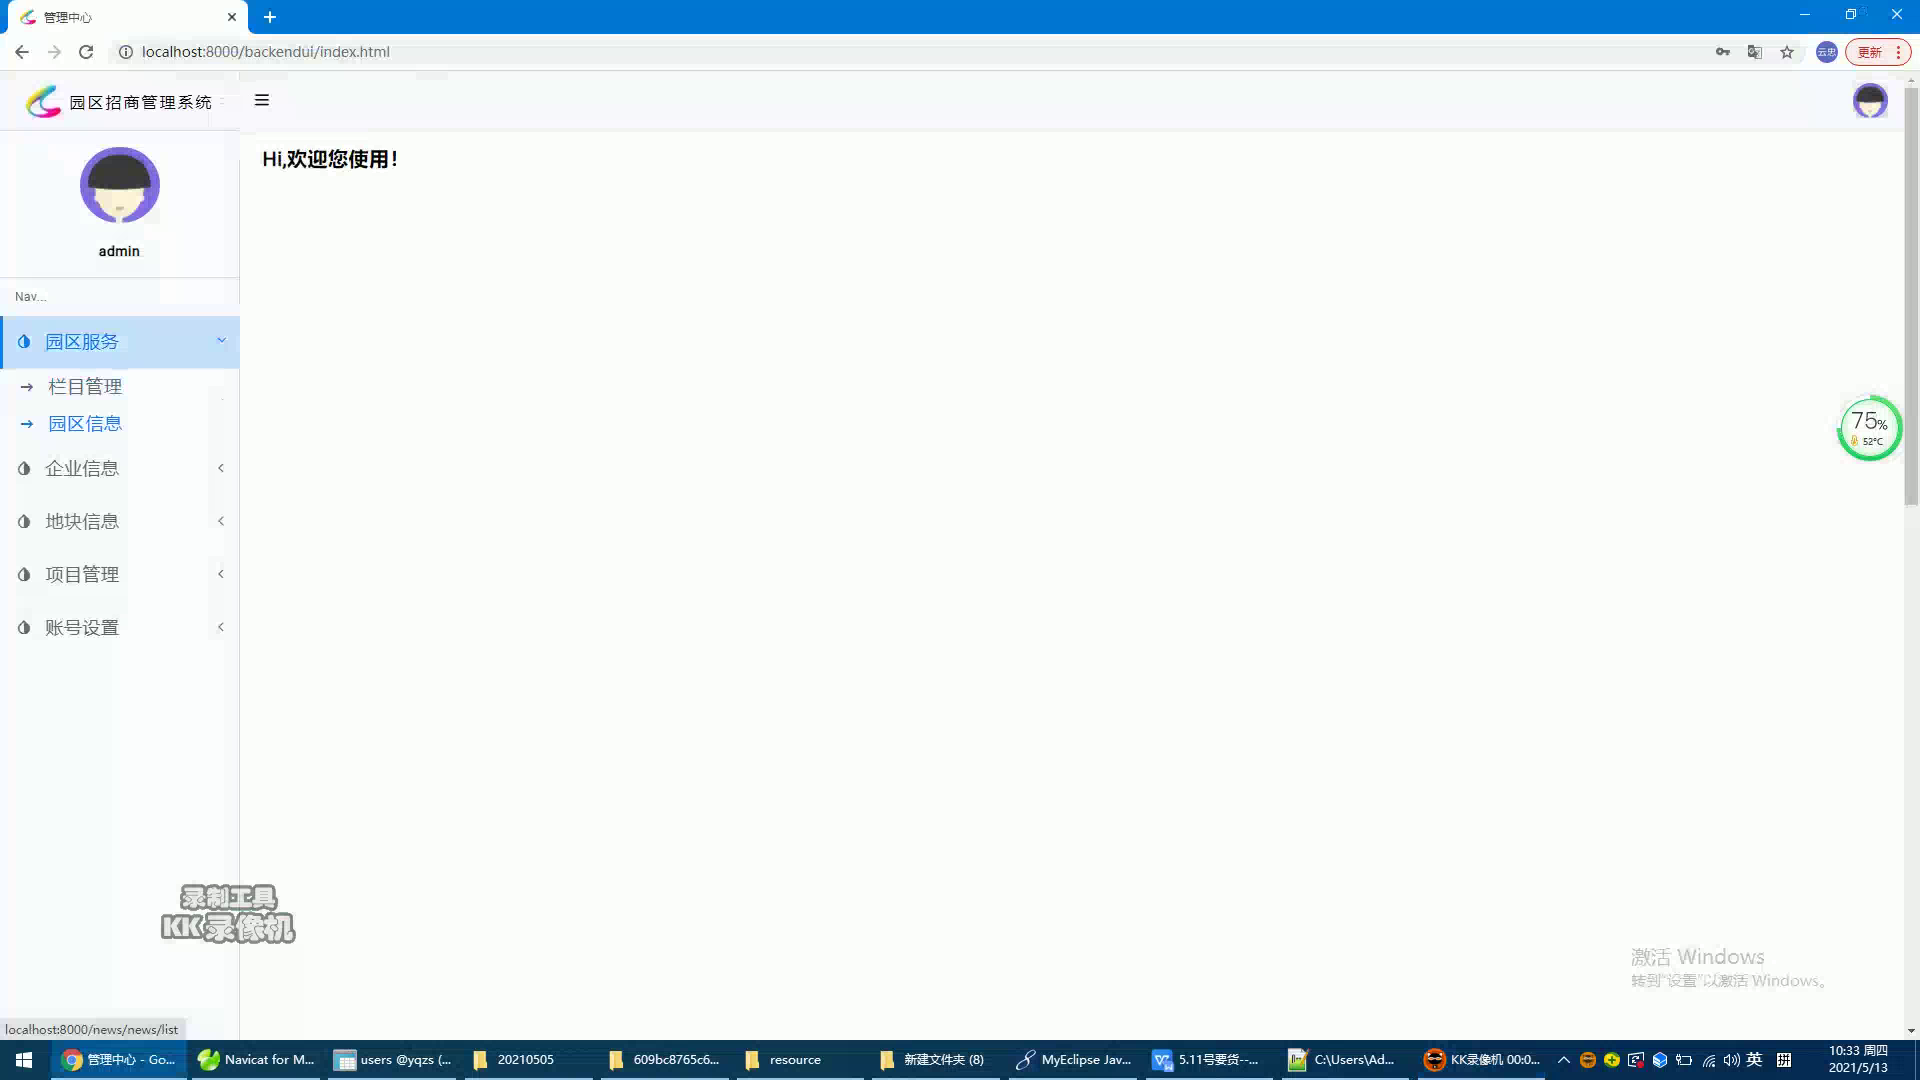 管理中心
localhost:8000/backendui/index.html
云忠
更新
园区招商管理系统
Hi,欢迎您使用!
admin
Nav...
园区服务
栏目管理
园区信息
企业信息
地块信息
项目管理
账号设置
75%
52°C
录制工具
KK录像机
激活 Windows
转到“设置”以激活 Windows。
localhost:8000/news/news/list
管理中心 - Go...
Navicat for M...
users @yqzs (...
20210505
609bc8765c6...
resource
新建文件夹 (8)
MyEclipse Jav...
5.11号要货--...
C:\Users\Ad...
KK录像机 00:0...
英
拼
10:33 周四
2021/5/13